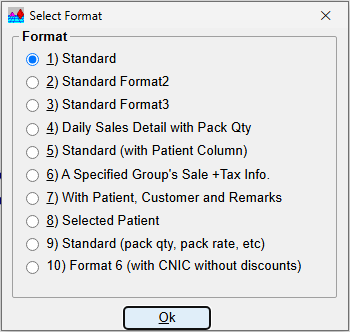 Select Format
Format
1) Standard
2) Standard Format2
3) Standard Format3
4) Daily Sales Detail with Pack Qty
5) Standard (with Patient Column)
6) A Specified Group's Sale +Tax Info.
7) With Patient, Customer and Remarks
8) Selected Patient
9) Standard (pack qty, pack rate, etc)
10) Format 6 (with CNIC without discounts)
Ok